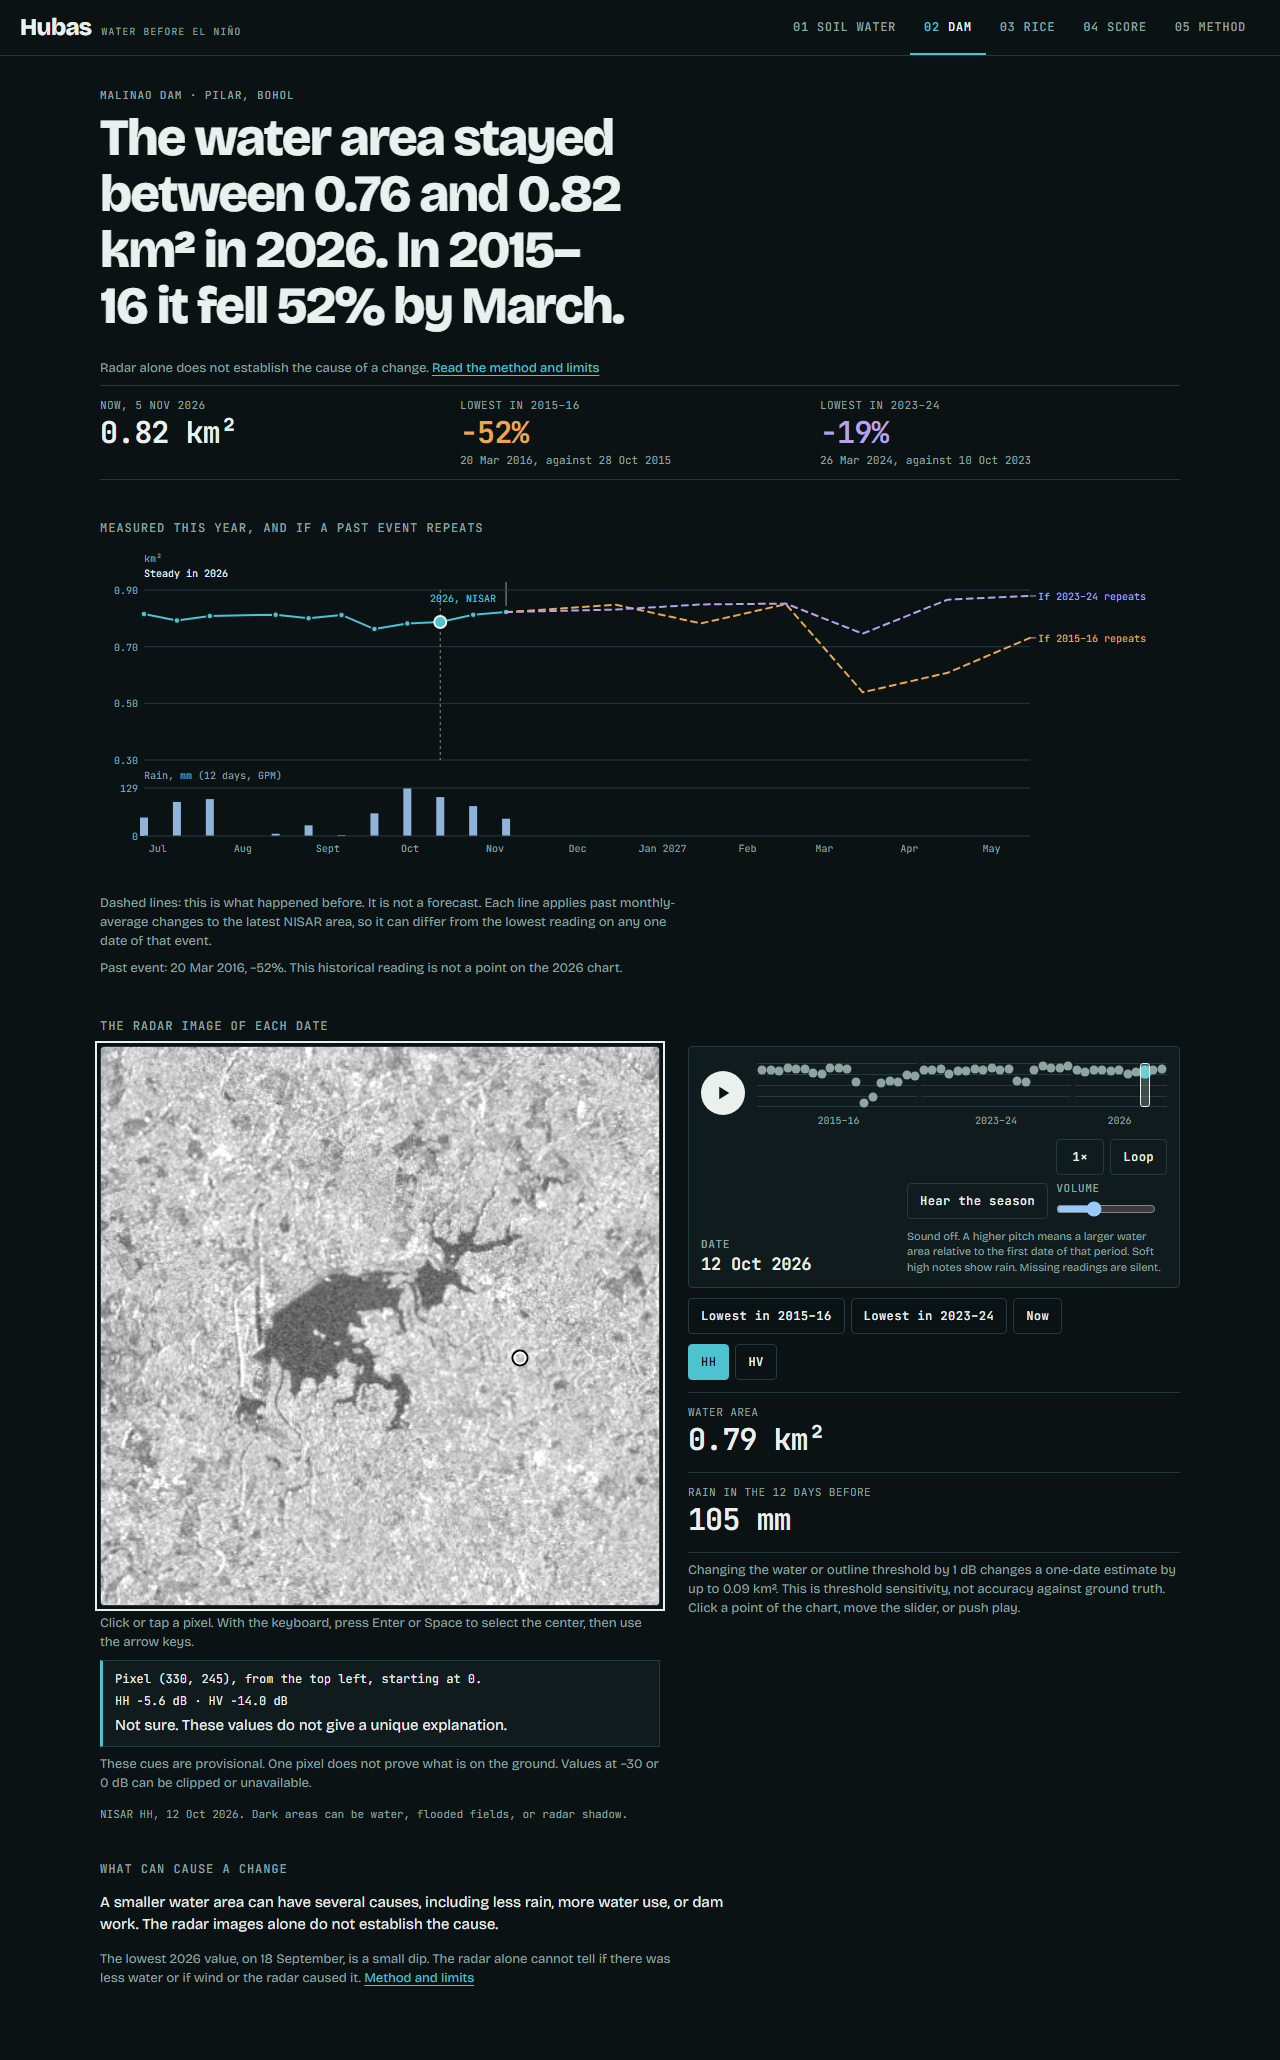 Hubas WATER BEFORE EL NIÑO
01 SOIL WATER 02 DAM 03 RICE 04 SCORE 05 METHOD
MALINAO DAM · PILAR, BOHOL
The water area stayed
between 0.76 and 0.82
km² in 2026. In 2015–
16 it fell 52% by March.
Radar alone does not establish the cause of a change. Read the method and limits
NOW, 5 NOV 2026
0.82 km²
LOWEST IN 2015–16
-52%
20 Mar 2016, against 28 Oct 2015
LOWEST IN 2023–24
-19%
26 Mar 2024, against 10 Oct 2023
MEASURED THIS YEAR, AND IF A PAST EVENT REPEATS
km²
Steady in 2026
0.90
2026, NISAR
If 2023–24 repeats
If 2015–16 repeats
0.70
0.50
0.30
Rain, mm (12 days, GPM)
129
0
Jul Aug Sept Oct Nov Dec Jan 2027 Feb Mar Apr May
Dashed lines: this is what happened before. It is not a forecast. Each line applies past monthly-
average changes to the latest NISAR area, so it can differ from the lowest reading on any one
date of that event.
Past event: 20 Mar 2016, -52%. This historical reading is not a point on the 2026 chart.
THE RADAR IMAGE OF EACH DATE
Click or tap a pixel. With the keyboard, press Enter or Space to select the center, then use
the arrow keys.
Pixel (330, 245), from the top left, starting at 0.
HH -5.6 dB · HV -14.0 dB
Not sure. These values do not give a unique explanation.
These cues are provisional. One pixel does not prove what is on the ground. Values at -30 or
0 dB can be clipped or unavailable.
NISAR HH, 12 Oct 2026. Dark areas can be water, flooded fields, or radar shadow.
2015–16 2023–24 2026
1× Loop
Hear the season
VOLUME
DATE
12 Oct 2026
Sound off. A higher pitch means a larger water
area relative to the first date of that period. Soft
high notes show rain. Missing readings are silent.
Lowest in 2015–16 Lowest in 2023–24 Now
HH HV
WATER AREA
0.79 km²
RAIN IN THE 12 DAYS BEFORE
105 mm
Changing the water or outline threshold by 1 dB changes a one-date estimate by
up to 0.09 km². This is threshold sensitivity, not accuracy against ground truth.
Click a point of the chart, move the slider, or push play.
WHAT CAN CAUSE A CHANGE
A smaller water area can have several causes, including less rain, more water use, or dam
work. The radar images alone do not establish the cause.
The lowest 2026 value, on 18 September, is a small dip. The radar alone cannot tell if there was
less water or if wind or the radar caused it. Method and limits